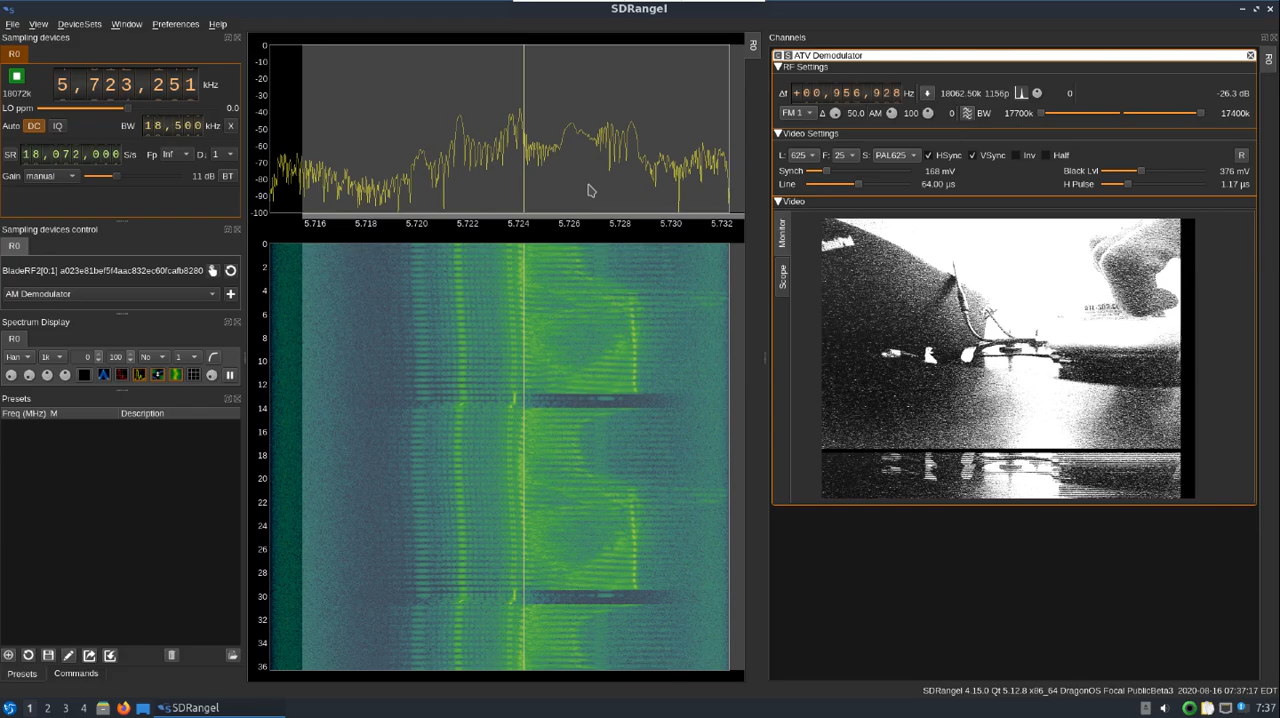 SDRangel
File View DeviceSets Window Preferences Help
Sampling devices
R0
5,723,251 kHz
18072k
LO ppm 0.0
Auto DC IQ BW 18,500 kHz X
SR 18,072,000 S/s Fp Inf D: 1
Gain manual 11 dB BT
Sampling devices control
R0
BladeRF2[0:1] a023e81bef5f4aac832ec60fcafb8280
AM Demodulator
Spectrum Display
R0
Han 1k 0 100 No 1
Presets
Freq (MHz) M Description
Presets Commands
R0
0
-10
-20
-30
-40
-50
-60
-70
-80
-90
-100
5.716 5.718 5.720 5.722 5.724 5.726 5.728 5.730 5.732
0
2
4
6
8
10
12
14
16
18
20
22
24
26
28
30
32
34
36
Channels
R0
C S ATV Demodulator
RF Settings
Δf +00,956,928 Hz 18062.50k 1156p 0 -26.3 dB
FM 1 Δ 50.0 AM 100 0 BW 17700k 17400k
Video Settings
L: 625 F: 25 S: PAL625 HSync VSync Inv Half R
Synch 168 mV Black Lvl 376 mV
Line 64.00 µs H Pulse 1.17 µs
Video
Monitor
Scope
SDRangel 4.15.0 Qt 5.12.8 x86_64 DragonOS Focal PublicBeta3 2020-08-16 07:37:17 EDT
1 2 3 4 SDRangel 7:37